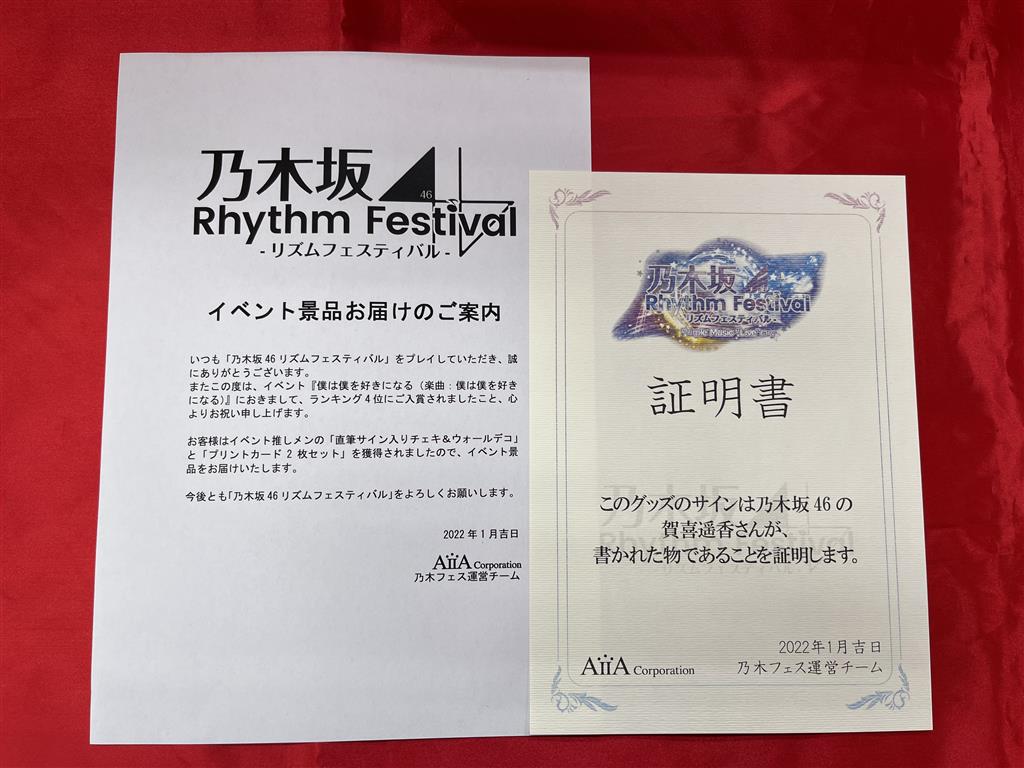 乃木坂46
Rhythm Festival
- リズムフェスティバル -
イベント景品お届けのご案内
いつも「乃木坂46リズムフェスティバル」をプレイしていただき、誠
にありがとうございます。
またこの度は、イベント『僕は僕を好きになる（楽曲：僕は僕を好き
になる）』におきまして、ランキング4位にご入賞されましたこと、心
よりお祝い申し上げます。
お客様はイベント推しメンの「直筆サイン入りチェキ＆ウォールデコ」
と「プリントカード 2 枚セット」を獲得されましたので、イベント景
品をお届けいたします。
今後とも「乃木坂46リズムフェスティバル」をよろしくお願いします。
2022年1月吉日
AiiA Corporation
乃木フェス運営チーム
乃木坂46
Rhythm Festival
- リズムフェスティバル -
証明書
このグッズのサインは乃木坂46の
賀喜遥香さんが、
書かれた物であることを証明します。
2022年1月吉日
AiiA Corporation 乃木フェス運営チーム